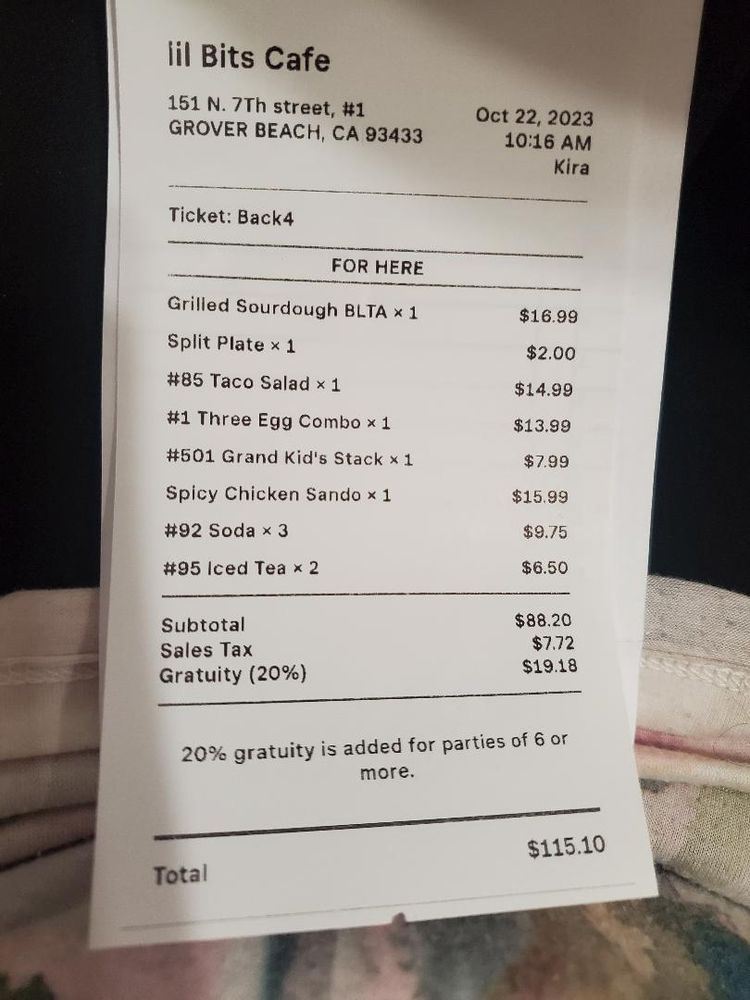 lil Bits Cafe
151 N. 7Th street, #1
GROVER BEACH, CA 93433
Oct 22, 2023
10:16 AM
Kira
Ticket: Back4
FOR HERE
Grilled Sourdough BLTA × 1 $16.99
Split Plate × 1 $2.00
#85 Taco Salad × 1 $14.99
#1 Three Egg Combo × 1 $13.99
#501 Grand Kid's Stack × 1 $7.99
Spicy Chicken Sando × 1 $15.99
#92 Soda × 3 $9.75
#95 Iced Tea × 2 $6.50
Subtotal $88.20
Sales Tax $7.72
Gratuity (20%) $19.18
20% gratuity is added for parties of 6 or
more.
Total $115.10